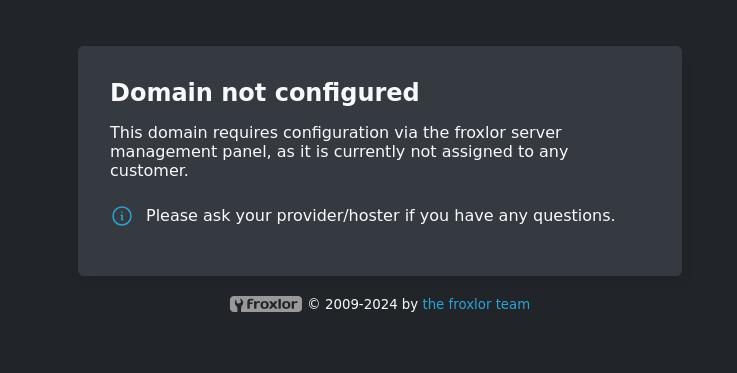 Domain not configured
This domain requires configuration via the froxlor server
management panel, as it is currently not assigned to any
customer.
Please ask your provider/hoster if you have any questions.
Froxlor © 2009-2024 by the froxlor team